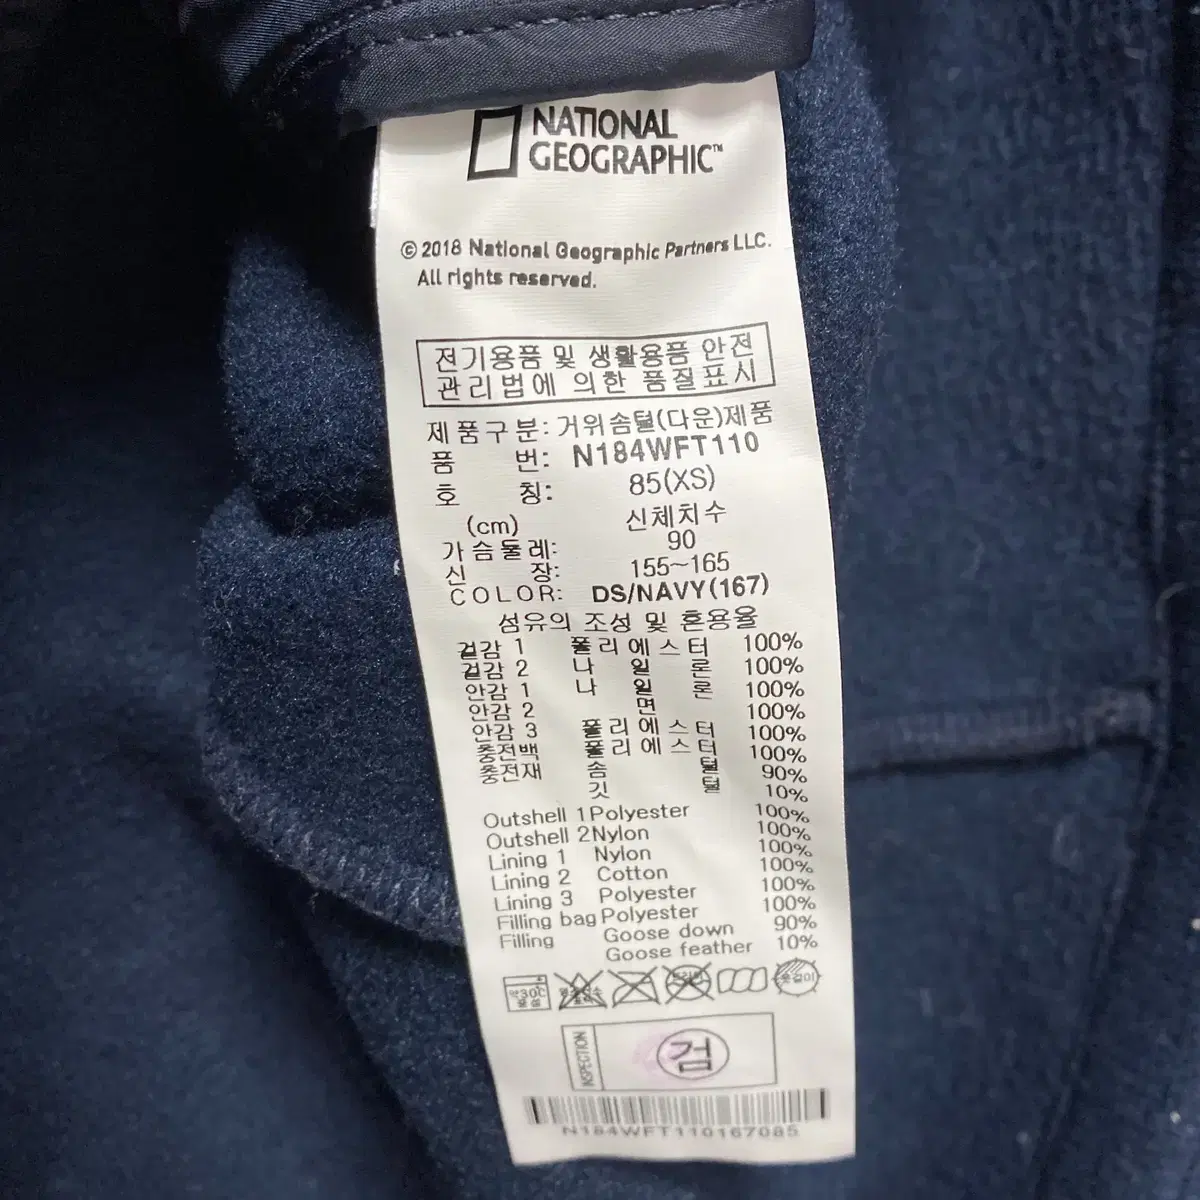 NATIONAL
GEOGRAPHIC™
© 2018 National Geographic Partners LLC.
All rights reserved.
전기용품 및 생활용품 안전
관리법에 의한 품질표시
제품구분: 거위솜털(다운)제품
품 번: N184WFT110
호 칭: 85(XS)
(cm) 신체치수
가슴둘레: 90
신 장: 155~165
COLOR: DS/NAVY(167)
섬유의 조성 및 혼용율
겉감 1 폴리에스터 100%
겉감 2 나 일 론 100%
안감 1 나 일 론 100%
안감 2 면 100%
안감 3 폴리에스터 100%
충전백 폴리에스터 100%
충전재 솜 털 90%
깃 털 10%
Outshell 1 Polyester 100%
Outshell 2 Nylon 100%
Lining 1 Nylon 100%
Lining 2 Cotton 100%
Lining 3 Polyester 100%
Filling bag Polyester 100%
Filling Goose down 90%
Goose feather 10%
약30℃
중성
옷걸이
INSPECTION
검
N184WFT110167085